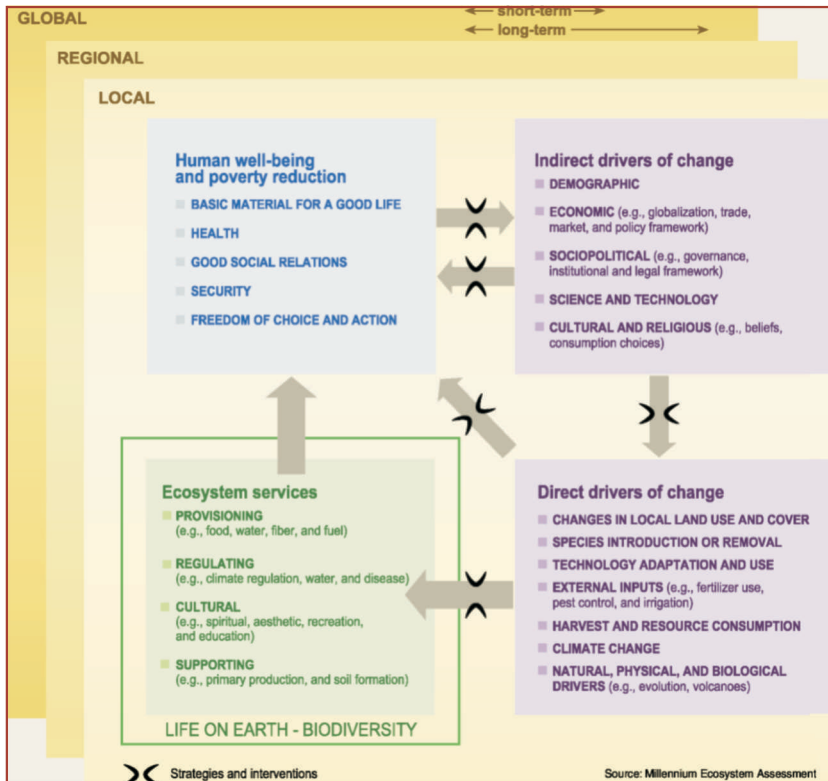 short-term
long-term
GLOBAL
REGIONAL
LOCAL
Human well-being
and poverty reduction
BASIC MATERIAL FOR A GOOD LIFE
HEALTH
GOOD SOCIAL RELATIONS
SECURITY
FREEDOM OF CHOICE AND ACTION
Indirect drivers of change
DEMOGRAPHIC
ECONOMIC (e.g., globalization, trade,
market, and policy framework)
SOCIOPOLITICAL (e.g., governance,
institutional and legal framework)
SCIENCE AND TECHNOLOGY
CULTURAL AND RELIGIOUS (e.g., beliefs,
consumption choices)
Ecosystem services
PROVISIONING
(e.g., food, water, fiber, and fuel)
REGULATING
(e.g., climate regulation, water, and disease)
CULTURAL
(e.g., spiritual, aesthetic, recreation,
and education)
SUPPORTING
(e.g., primary production, and soil formation)
LIFE ON EARTH - BIODIVERSITY
Direct drivers of change
CHANGES IN LOCAL LAND USE AND COVER
SPECIES INTRODUCTION OR REMOVAL
TECHNOLOGY ADAPTATION AND USE
EXTERNAL INPUTS (e.g., fertilizer use,
pest control, and irrigation)
HARVEST AND RESOURCE CONSUMPTION
CLIMATE CHANGE
NATURAL, PHYSICAL, AND BIOLOGICAL
DRIVERS (e.g., evolution, volcanoes)
Strategies and interventions
Source: Millennium Ecosystem Assessment